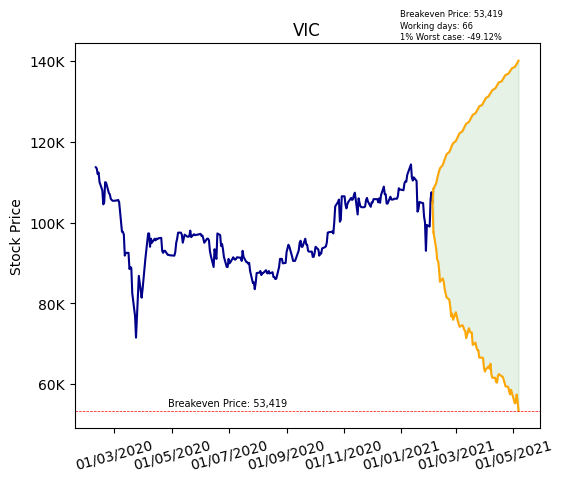 Breakeven Price: 53,419
Working days: 66
1% Worst case: -49.12%
VIC
Stock Price
140K
120K
100K
80K
60K
Breakeven Price: 53,419
01/03/2020 01/05/2020 01/07/2020 01/09/2020 01/11/2020 01/01/2021 01/03/2021 01/05/2021